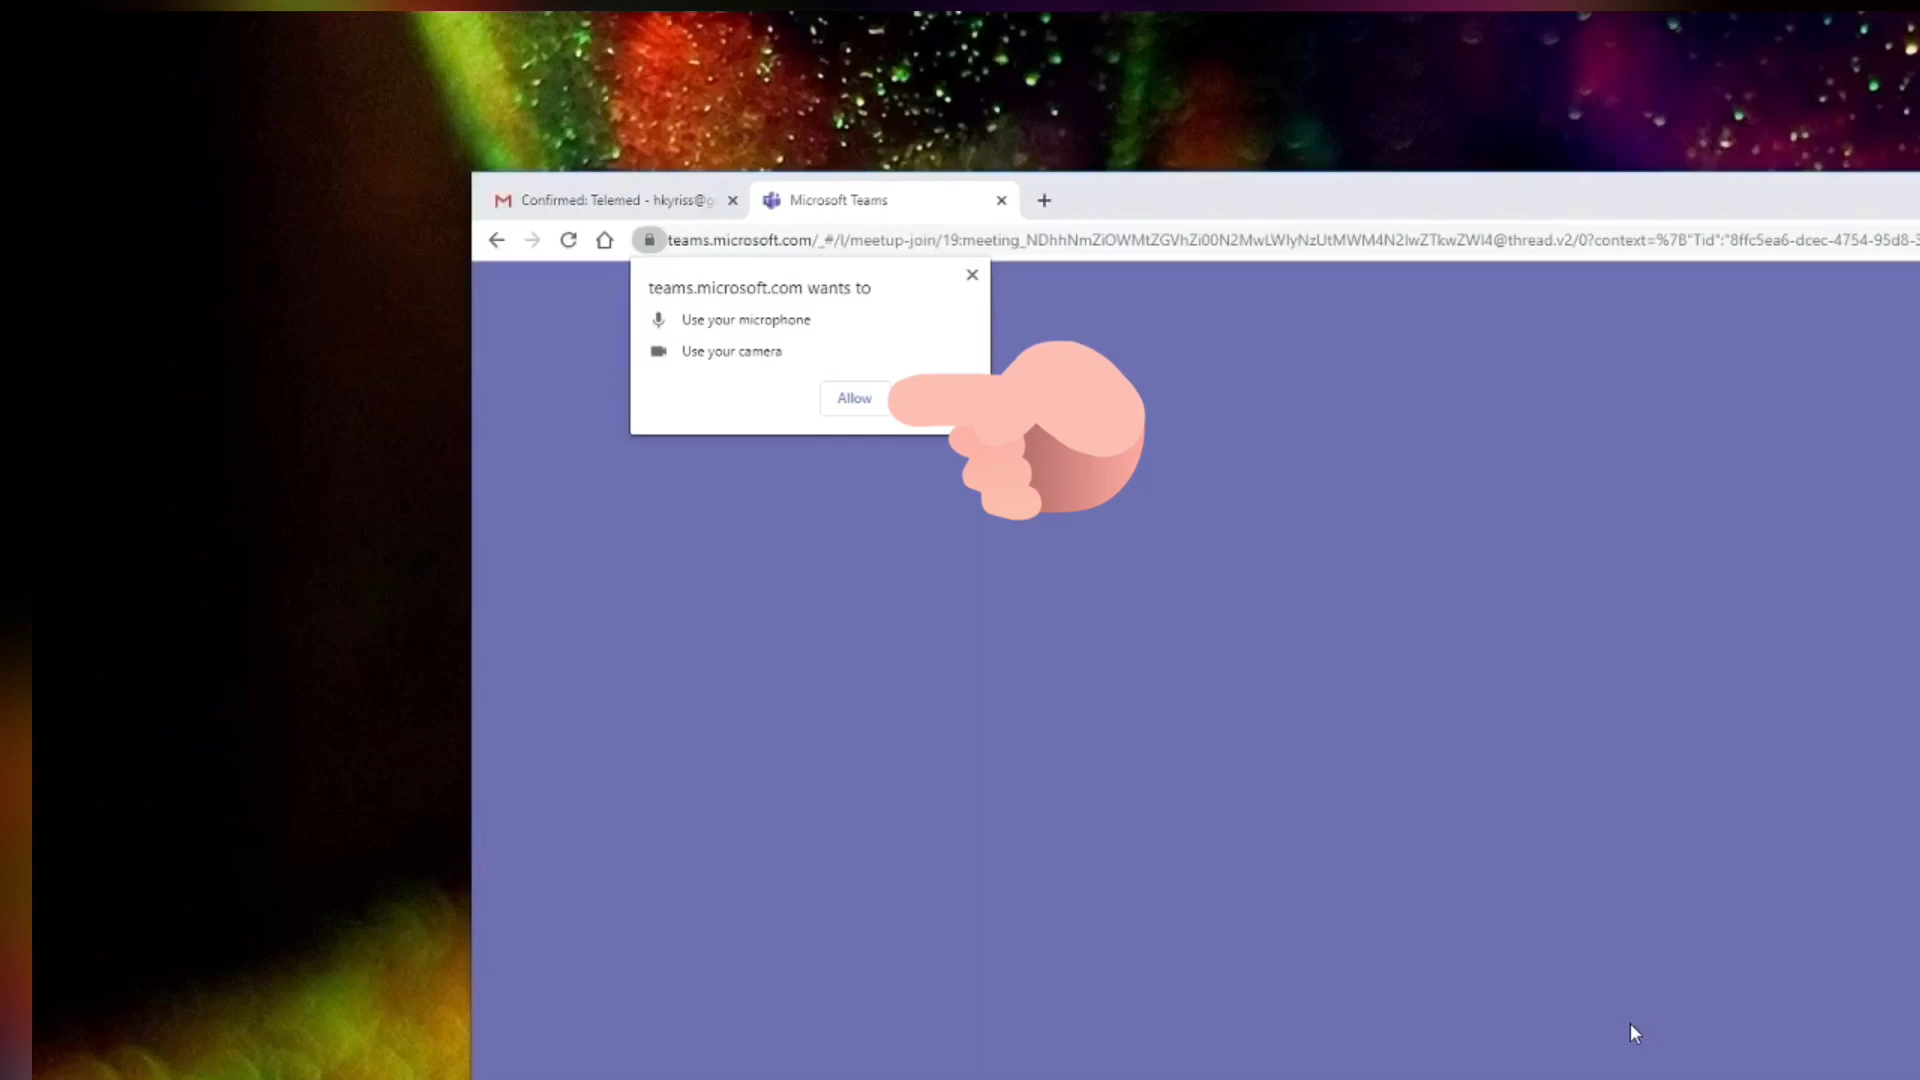 Confirmed: Telemed - hkyriss@g
Microsoft Teams
teams.microsoft.com/_#/l/meetup-join/19:meeting_NDhhNmZiOWMtZGVhZi00N2MwLWIyNzUtMWM4N2IwZTkwZWI4@thread.v2/0?context=%7B"Tid":"8ffc5ea6-dcec-4754-95d8-3
teams.microsoft.com wants to
Use your microphone
Use your camera
Allow